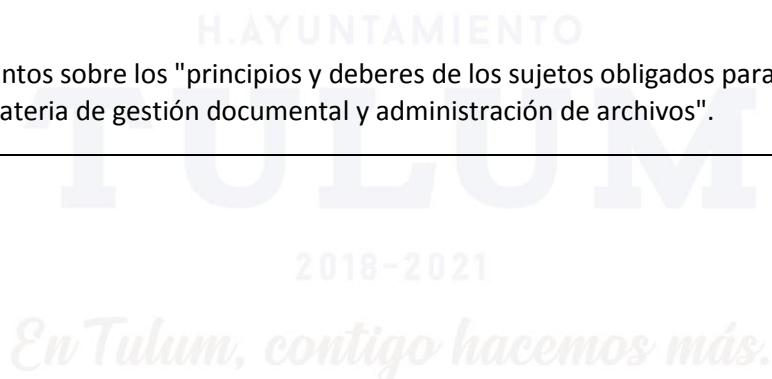 H.AYUNTAMIENTO
ntos sobre los "principios y deberes de los sujetos obligados para
ateria de gestión documental y administración de archivos".
TULUM
2018-2021
En Tulum, contigo hacemos más.